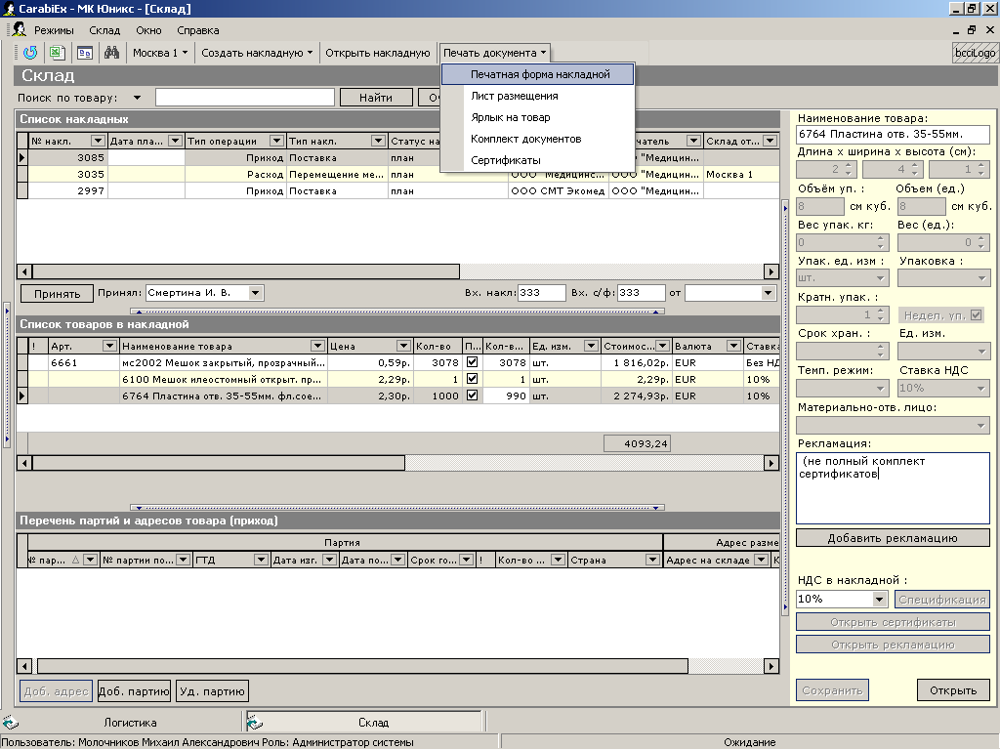 CarabiEx - МК Юникс - [Склад]
Режимы Склад Окно Справка
Москва 1 Создать накладную Открыть накладную Печать документа bcciLogo
Печатная форма накладной
Лист размещения
Ярлык на товар
Комплект документов
Сертификаты
Склад
Поиск по товару: Найти
Список накладных
№ накл. Дата пла... Тип операции Тип накл. Статус на Склад от...
3085 Приход Поставка план ООО "Медицин...
3035 Расход Перемещение ме... план ООО "Медицин... Москва 1
2997 Приход Поставка план ООО СМТ Экомед ООО "Медицин...
Принять Принял: Смертина И. В. Вх. накл: 333 Вх. с/ф: 333 от
Список товаров в накладной
! Арт. Наименование товара Цена Кол-во П... Кол-в... Ед. изм. Стоимос... Валюта Ставка
6661 мс2002 Мешок закрытый, прозрачный 0,59р. 3078 3078 шт. 1 816,02р. EUR Без НД
6100 Мешок илеостомный открыт. пр... 2,29р. 1 1 шт. 2,29р. EUR 10%
6764 Пластина отв. 35-55мм. фл.сое... 2,30р. 1000 990 шт. 2 274,93р. EUR 10%
4093,24
Перечень партий и адресов товара (приход)
Партия Адрес разме
№ пар... № партии по... ГТД Дата изг. Дата по... Срок го... ! Кол-во ... Страна Адрес на складе К
Доб. адрес Доб. партию Уд. партию
Наименование товара:
6764 Пластина отв. 35-55мм.
Длина x ширина x высота (см):
2 4 1
Объём уп. : Объем (ед.)
8 см куб. 8 см куб.
Вес упак. кг: Вес (ед.):
0 0
Упак. ед. изм : Упаковка :
шт.
Кратн. упак. :
1 Недел. уп.
Срок хран. : Ед. изм.
Темп. режим: Ставка НДС
10%
Материально-отв. лицо:
Рекламация:
(не полный комплект
сертификатов
Добавить рекламацию
НДС в накладной :
10% Спецификация
Открыть сертификаты
Открыть рекламацию
Сохранить Открыть
Логистика Склад
Пользователь: Молочников Михаил Александрович Роль: Администратор системы Ожидание